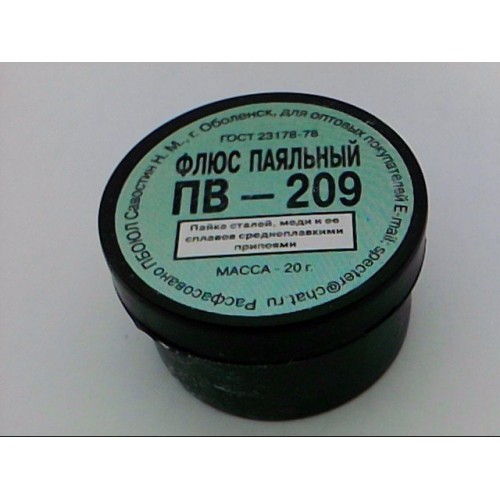 Расфасовано ПБОЮЛ Савостин Н. М., г. Оболенск, для оптовых покупателей E-mail: specter@chat.ru
ГОСТ 23178-78
ФЛЮС ПАЯЛЬНЫЙ
ПВ — 209
Пайка сталей, меди и ее
сплавов среднеплавкими
припоями
МАССА - 20 г.